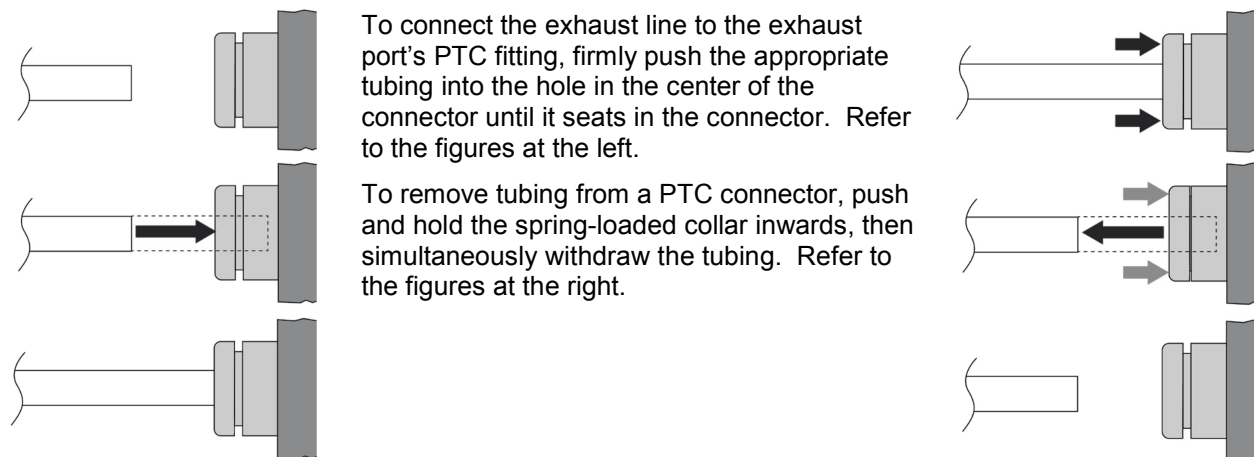 To connect the exhaust line to the exhaust
port's PTC fitting, firmly push the appropriate
tubing into the hole in the center of the
connector until it seats in the connector.  Refer
to the figures at the left.
To remove tubing from a PTC connector, push
and hold the spring-loaded collar inwards, then
simultaneously withdraw the tubing.  Refer to
the figures at the right.